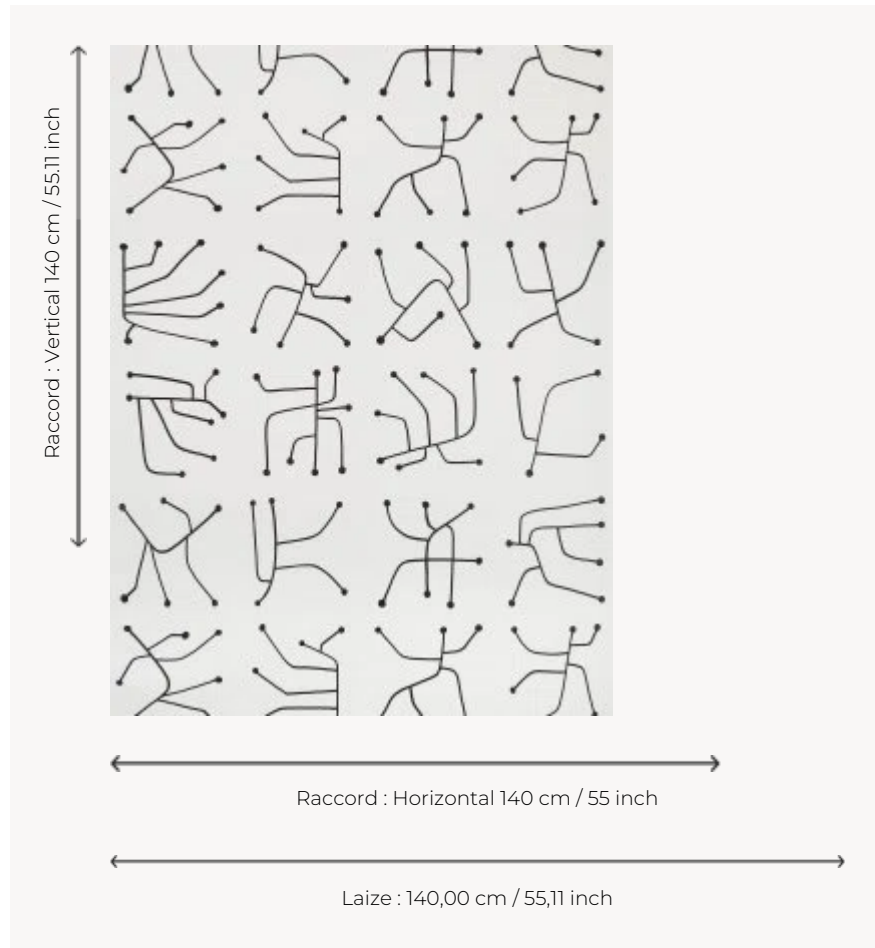 Raccord : Vertical 140 cm / 55.11 inch
Raccord : Horizontal 140 cm / 55 inch
Laize : 140,00 cm / 55,11 inch